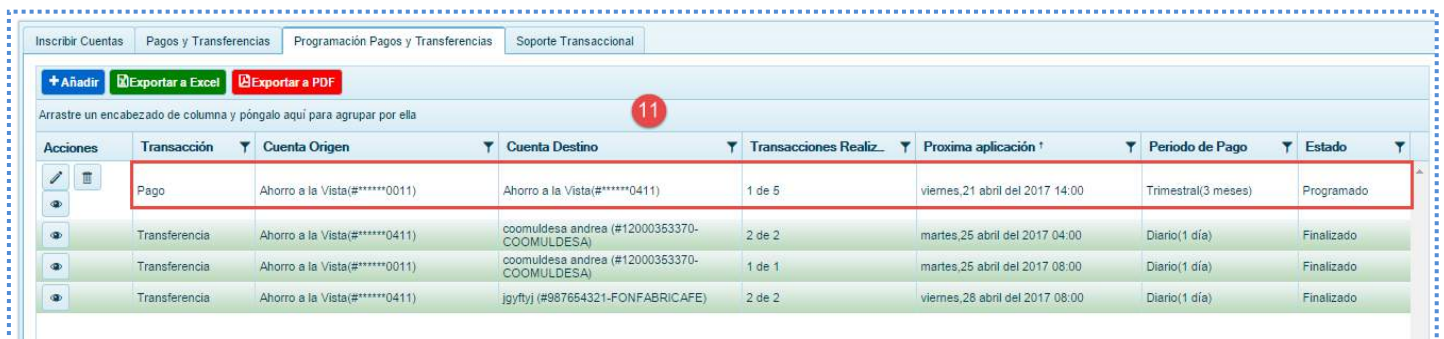 Inscribir Cuentas Pagos y Transferencias Programación Pagos y Transferencias Soporte Transaccional
+Añadir Exportar a Excel Exportar a PDF
11
Arrastre un encabezado de columna y póngalo aquí para agrupar por ella
Acciones Transacción Cuenta Origen Cuenta Destino Transacciones Realiz... Proxima aplicación ↑ Periodo de Pago Estado
Pago Ahorro a la Vista(#******0011) Ahorro a la Vista(#******0411) 1 de 5 viernes,21 abril del 2017 14:00 Trimestral(3 meses) Programado
Transferencia Ahorro a la Vista(#******0411) coomuldesa andrea (#12000353370-
COOMULDESA) 2 de 2 martes,25 abril del 2017 04:00 Diario(1 día) Finalizado
Transferencia Ahorro a la Vista(#******0011) coomuldesa andrea (#12000353370-
COOMULDESA) 1 de 1 martes,25 abril del 2017 08:00 Diario(1 día) Finalizado
Transferencia Ahorro a la Vista(#******0411) jgyftyj (#987654321-FONFABRICAFE) 2 de 2 viernes,28 abril del 2017 08:00 Diario(1 día) Finalizado